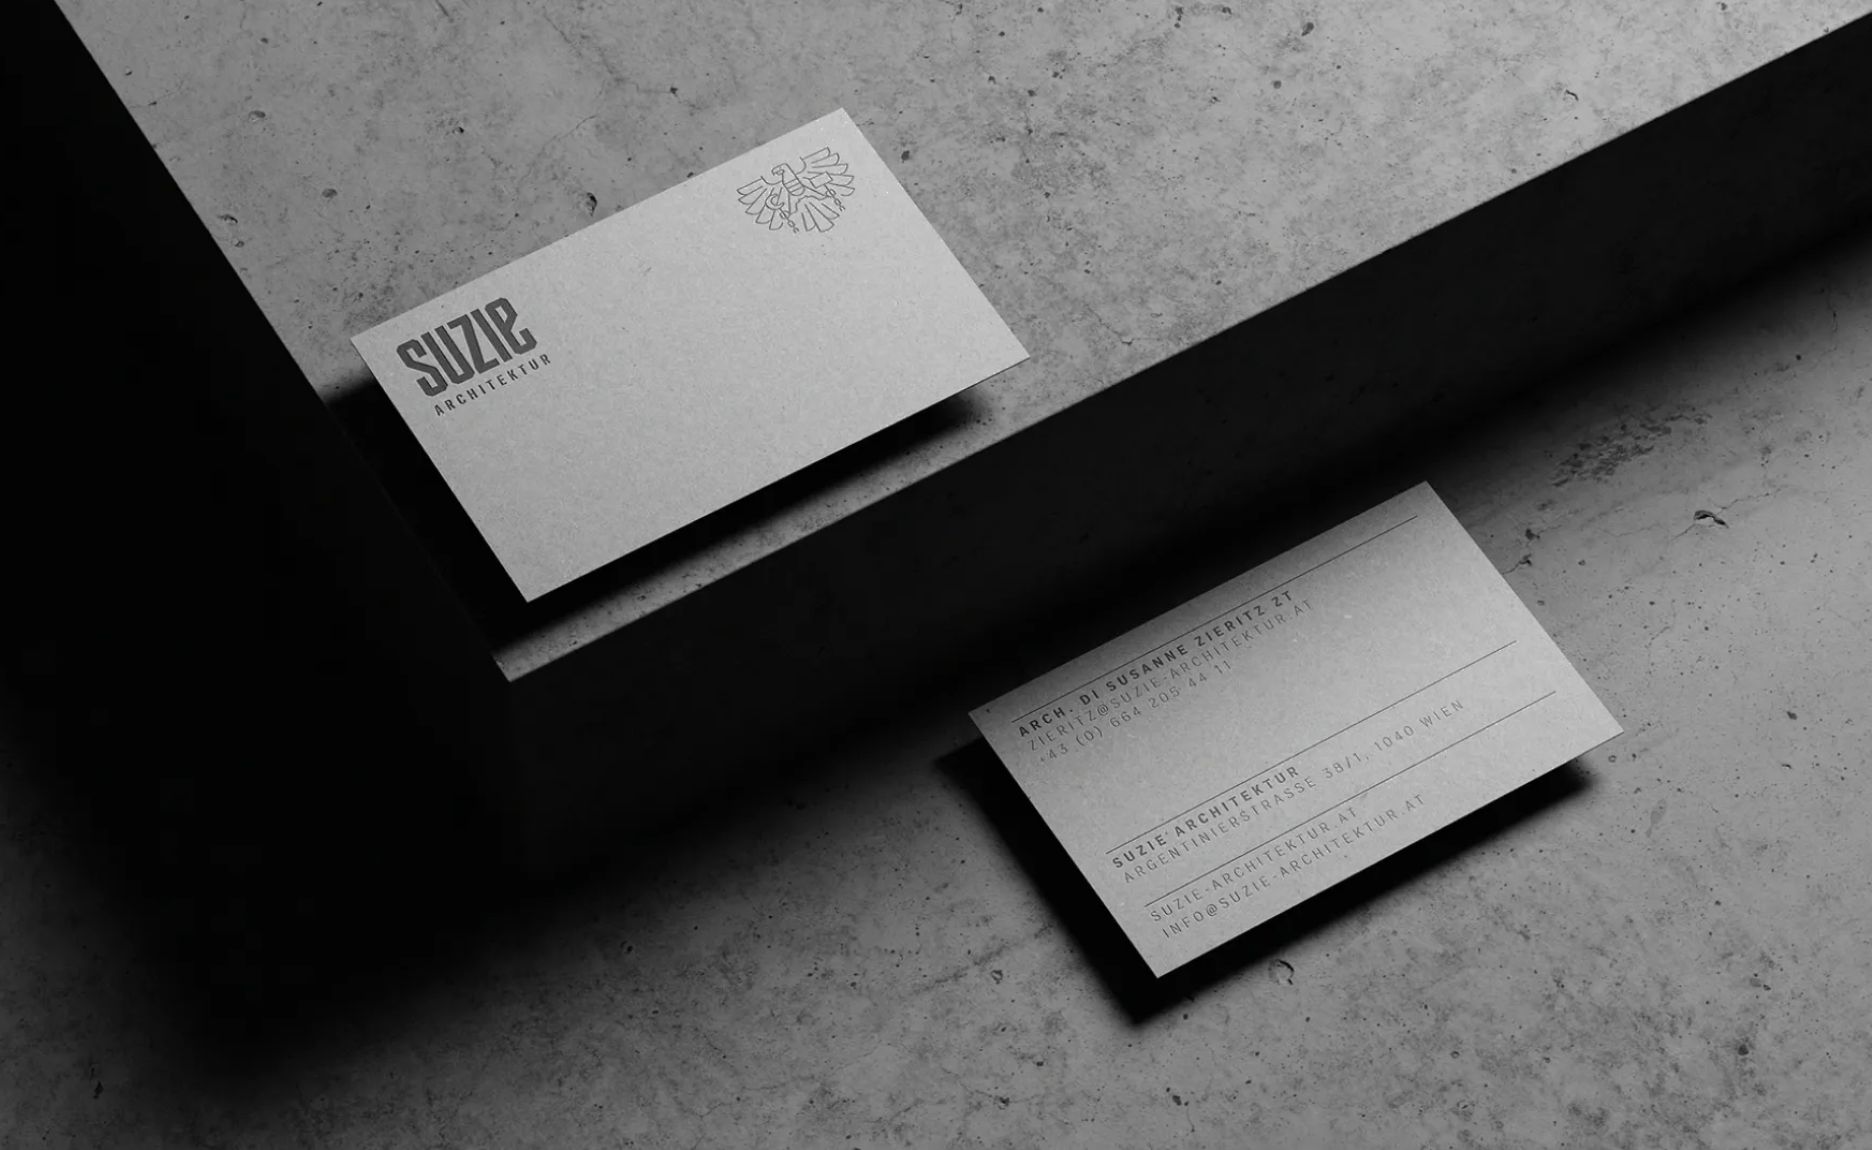 SUZIE
ARCHITEKTUR
ARCH. DI SUSANNE ZIERITZ ZT
ZIERITZ@SUZIE-ARCHITEKTUR.AT
+43 (0) 664 205 44 11
SUZIE ARCHITEKTUR
ARGENTINIERSTRASSE 38/1, 1040 WIEN
SUZIE-ARCHITEKTUR.AT
INFO@SUZIE-ARCHITEKTUR.AT